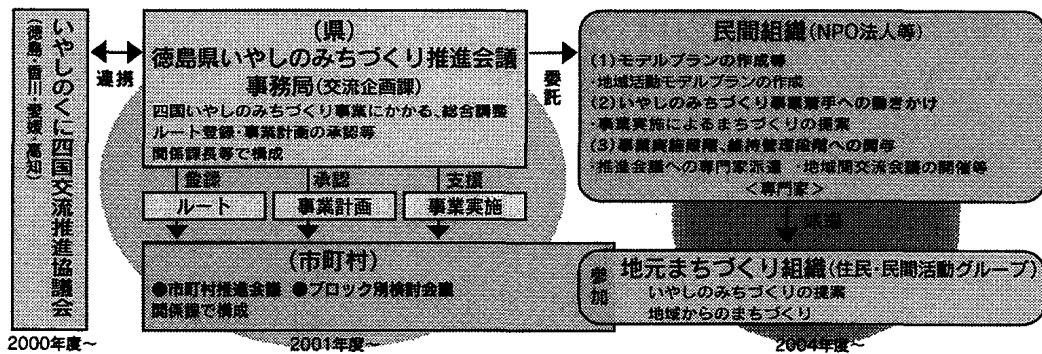 いやしのくに四国交流推進協議会
(徳島・香川・愛媛・高知)
2000年度～
連携
(県)
徳島県いやしのみちづくり推進会議
事務局(交流企画課)
四国いやしのみちづくり事業にかかる、総合調整
ルート登録・事業計画の承認等
関係課長等で構成
登録
承認
支援
ルート
事業計画
事業実施
(市町村)
●市町村推進会議 ●ブロック別検討会議
関係課で構成
2001年度～
委託
民間組織(NPO法人等)
(1)モデルプランの作成等
・地域活動モデルプランの作成
(2)いやしのみちづくり事業着手への働きかけ
・事業実施によるまちづくりの提案
(3)事業実施段階、維持管理段階への関与
・推進会議への専門家派遣 ・地域間交流会議の開催等
＜専門家＞
派遣
参加
地元まちづくり組織(住民・民間活動グループ)
いやしのみちづくりの提案
地域からのまちづくり
2004年度～